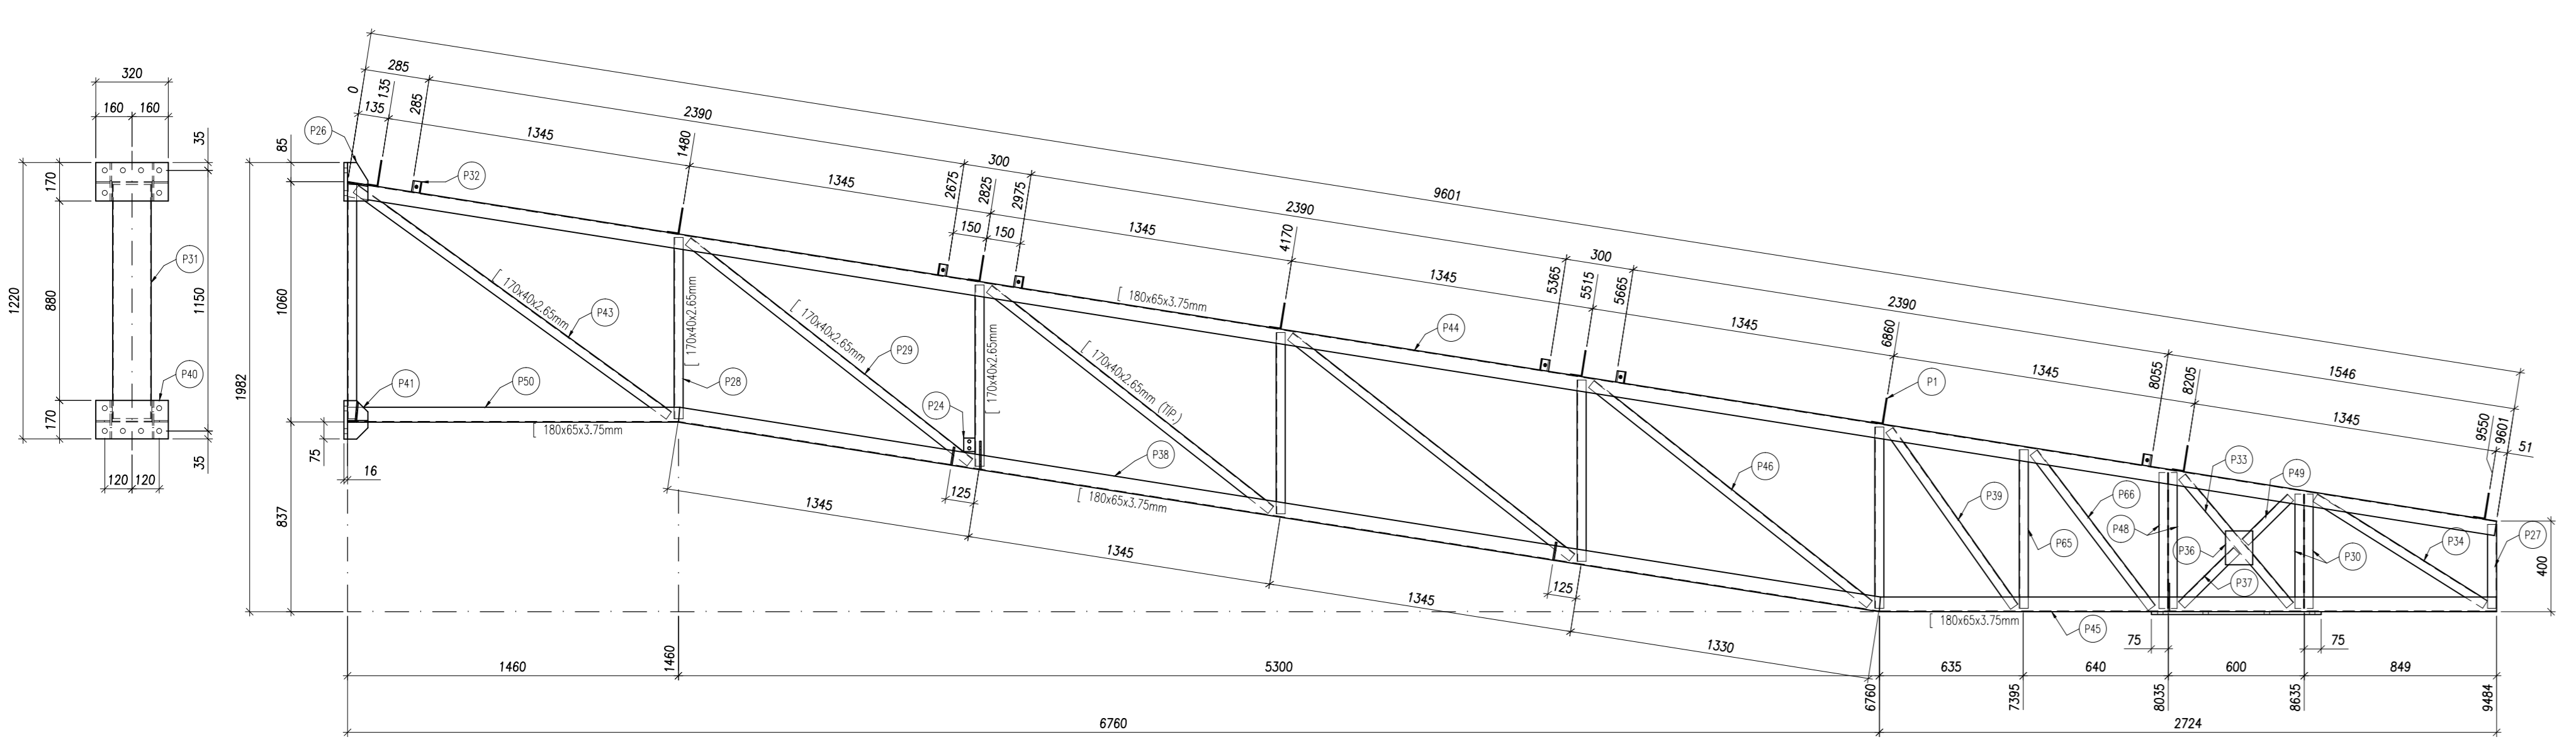 320
160 160
35
170
1220
880
1150
170
35
120 120
P31
P40
0
285
135
135
285
2390
9601
1345
1480
1345
300
2675
2825
2975
150 150
2390
1345
4170
1345
300
5365
5515
5665
2390
1345
6860
1345
8055
8205
1546
1345
9550
9601
51
85
1060
1982
837
75
16
P26
P32
P43
[ 170x40x2.65mm
[ 170x40x2.65mm
P28
[ 170x40x2.65mm
P29
P24
[ 170x40x2.65mm
[ 170x40x2.65mm (TIP.)
[ 180x65x3.75mm
P44
P1
P41
P50
[ 180x65x3.75mm
P38
[ 180x65x3.75mm
P46
125
125
1345
1345
1345
1330
P39
P65
P66
P33
P49
P48
P36
P37
P30
P34
P27
400
[ 180x65x3.75mm
P45
75
75
1460
1460
5300
6760
635
7395
640
8035
600
8635
849
9484
6760
2724